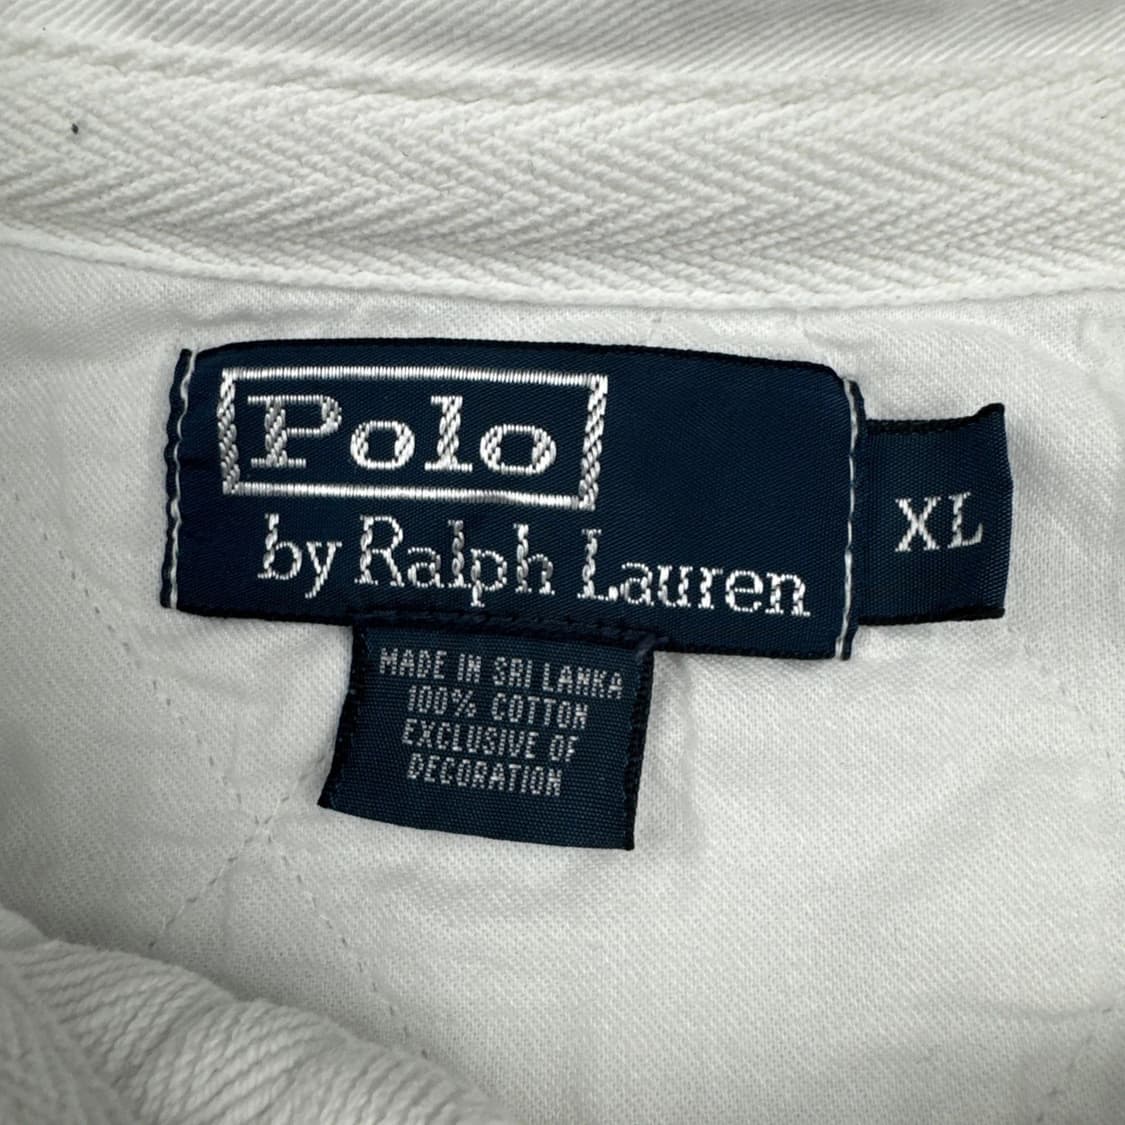 Polo
by Ralph Lauren
XL
MADE IN SRI LANKA
100% COTTON
EXCLUSIVE OF
DECORATION